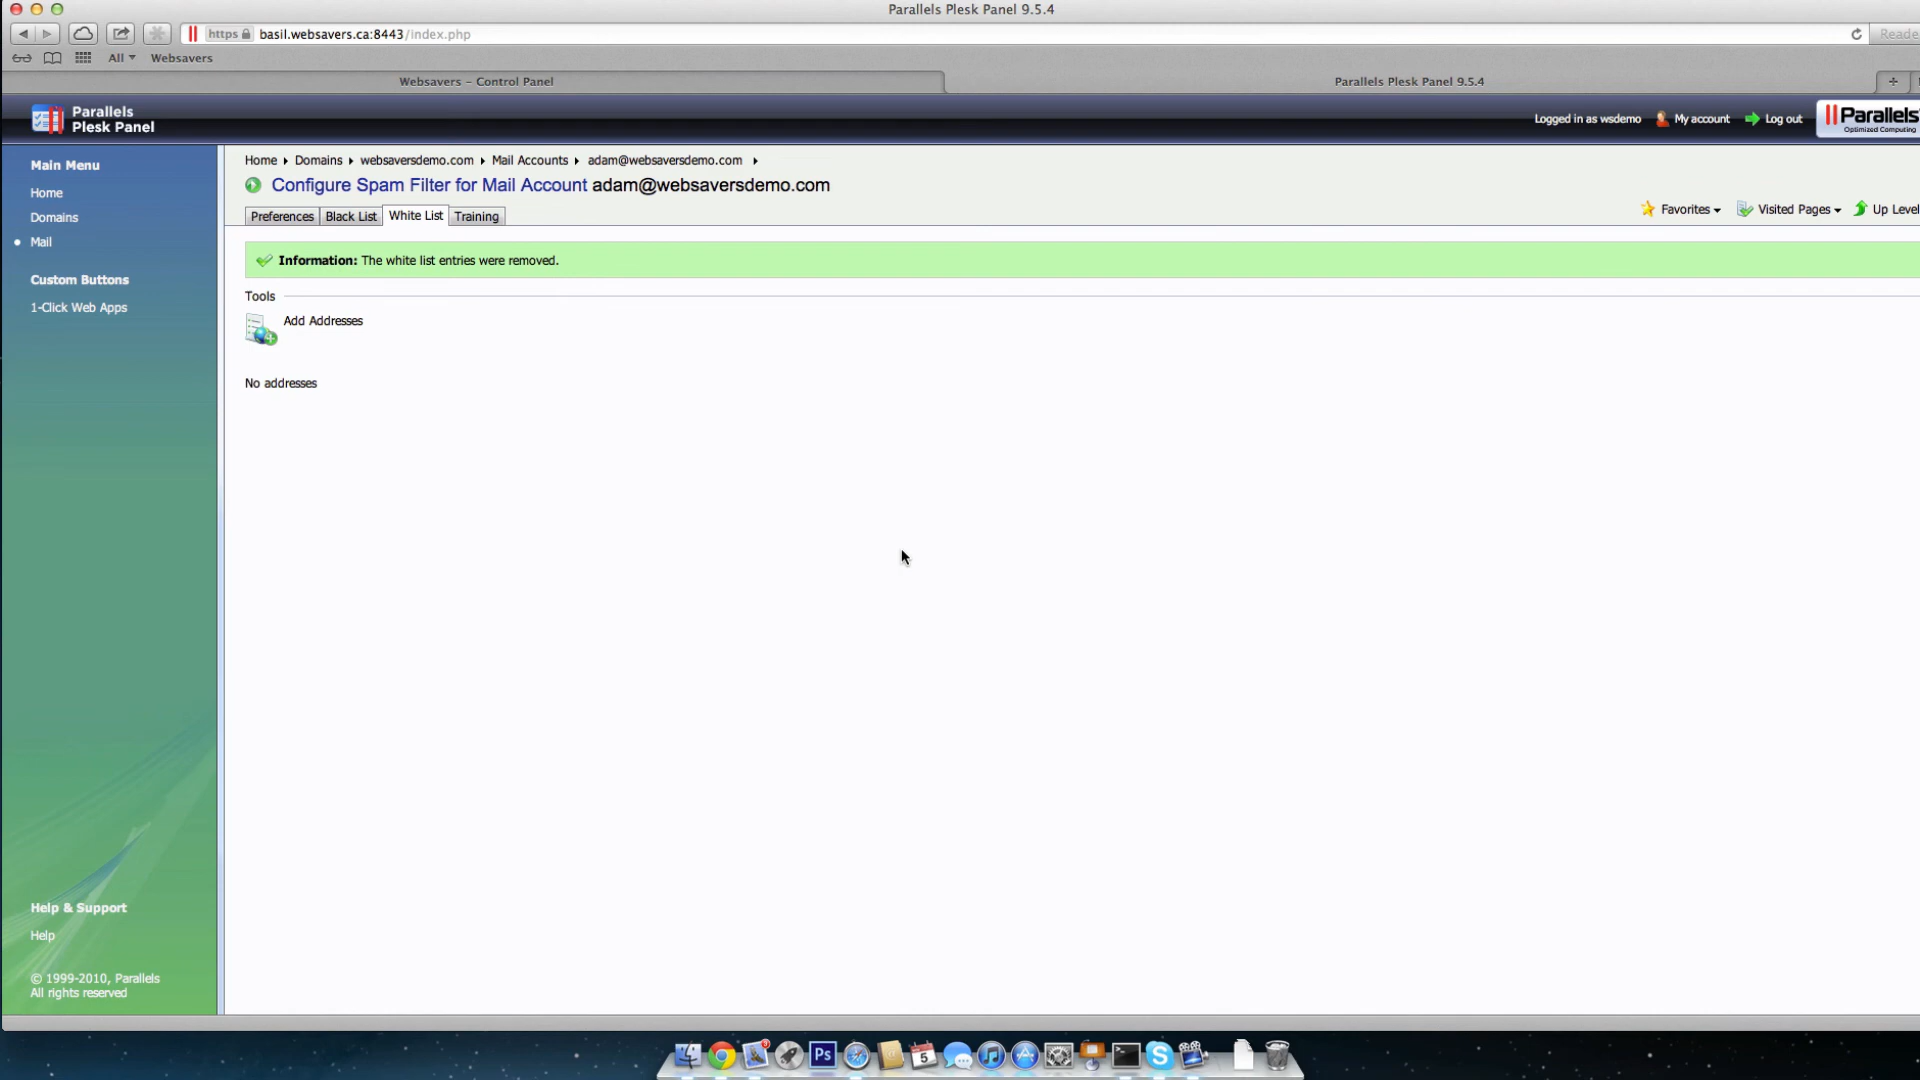 Parallels Plesk Panel 9.5.4
https basil.websavers.ca:8443/index.php
Reade
All Websavers
Websavers – Control Panel
Parallels Plesk Panel 9.5.4
Parallels
Plesk Panel
Logged in as wsdemo My account Log out
Parallels
Optimized Computing
Main Menu
Home
Domains
Mail
Custom Buttons
1-Click Web Apps
Home Domains websaversdemo.com Mail Accounts adam@websaversdemo.com
Configure Spam Filter for Mail Account adam@websaversdemo.com
Preferences Black List White List Training
Favorites Visited Pages Up Level
Information: The white list entries were removed.
Tools
Add Addresses
No addresses
Help & Support
Help
© 1999-2010, Parallels
All rights reserved
Ps
5